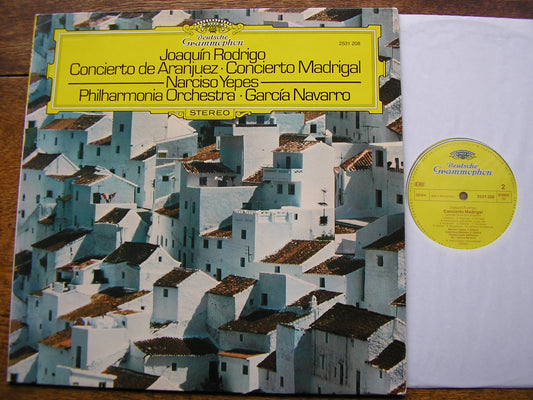 Deutsche
Grammophon
2531 208
Joaquín Rodrigo
Concierto de Aranjuez · Concierto Madrigal
Narciso Yepes
Philharmonia Orchestra · García Navarro
STEREO
Deutsche
Grammophon
2
2531 208
Concierto Madrigal